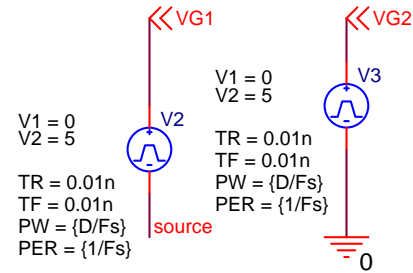 VG1
V1 = 0
V2 = 5
V2
TR = 0.01n
TF = 0.01n
PW = {D/Fs}
PER = {1/Fs}
source
VG2
V1 = 0
V2 = 5
V3
TR = 0.01n
TF = 0.01n
PW = {D/Fs}
PER = {1/Fs}
0